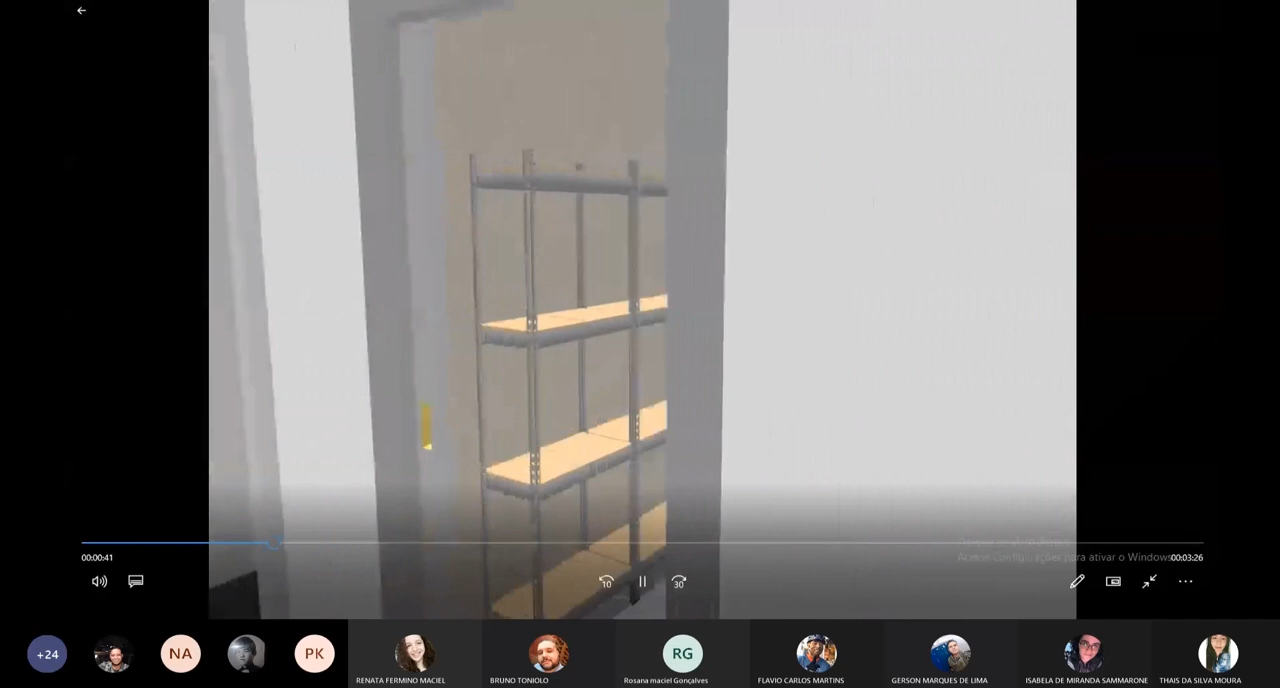 Acesse Configurações para ativar o Windows
00:00:41
00:03:26
10
30
+24
NA
PK
RG
RENATA FERMINO MACIEL
BRUNO TONIOLO
Rosana maciel Gonçalves
FLAVIO CARLOS MARTINS
GERSON MARQUES DE LIMA
ISABELA DE MIRANDA SAMMARONE
THAIS DA SILVA MOURA